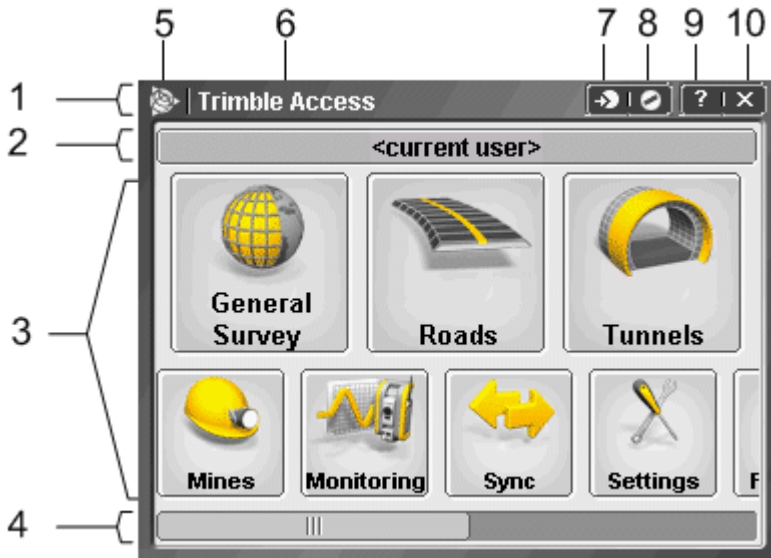 5 6 7 8 9 10
1 Trimble Access ? X
2 <current user>
3
General Survey
Roads
Tunnels
Mines
Monitoring
Sync
Settings
F
4